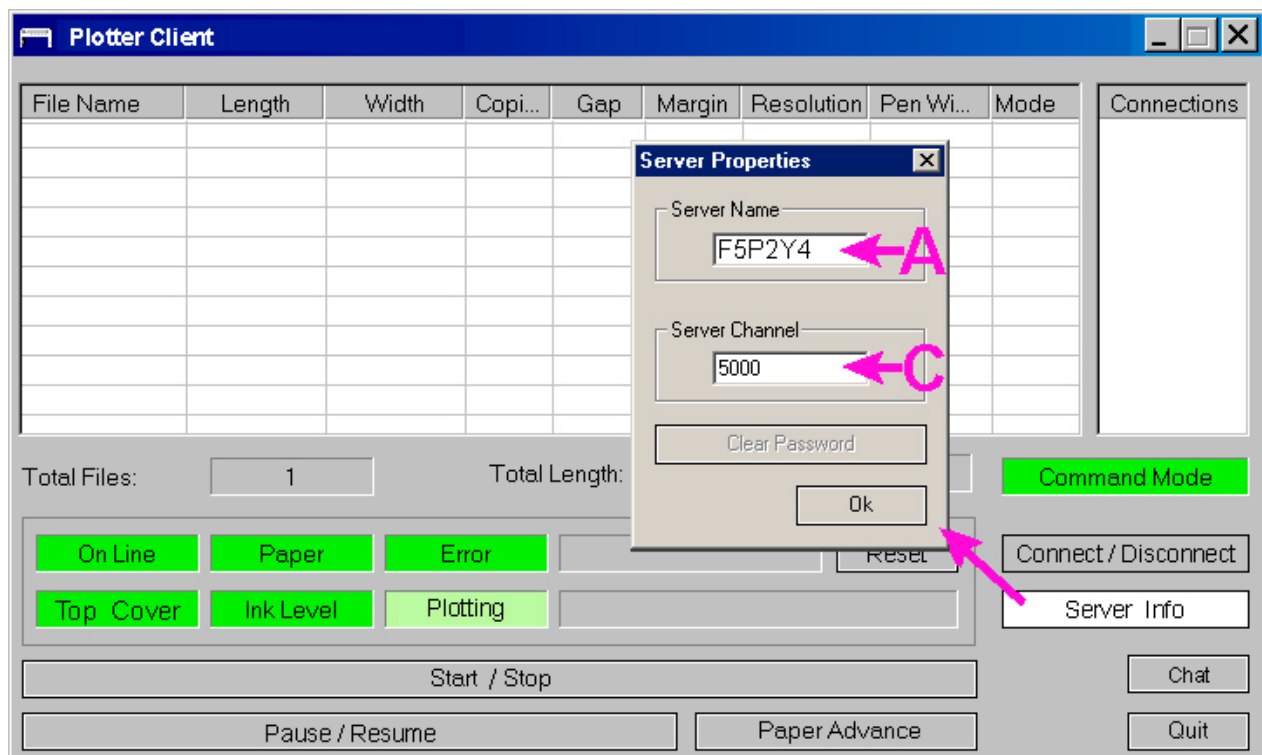 Plotter Client
File Name Length Width Copi... Gap Margin Resolution Pen Wi... Mode Connections
Server Properties
Server Name
F5P2Y4 A
Server Channel
5000 C
Clear Password
Ok
Total Files: 1 Total Length: Command Mode
On Line Paper Error Reset Connect / Disconnect
Top Cover Ink Level Plotting Server Info
Start / Stop Chat
Pause / Resume Paper Advance Quit